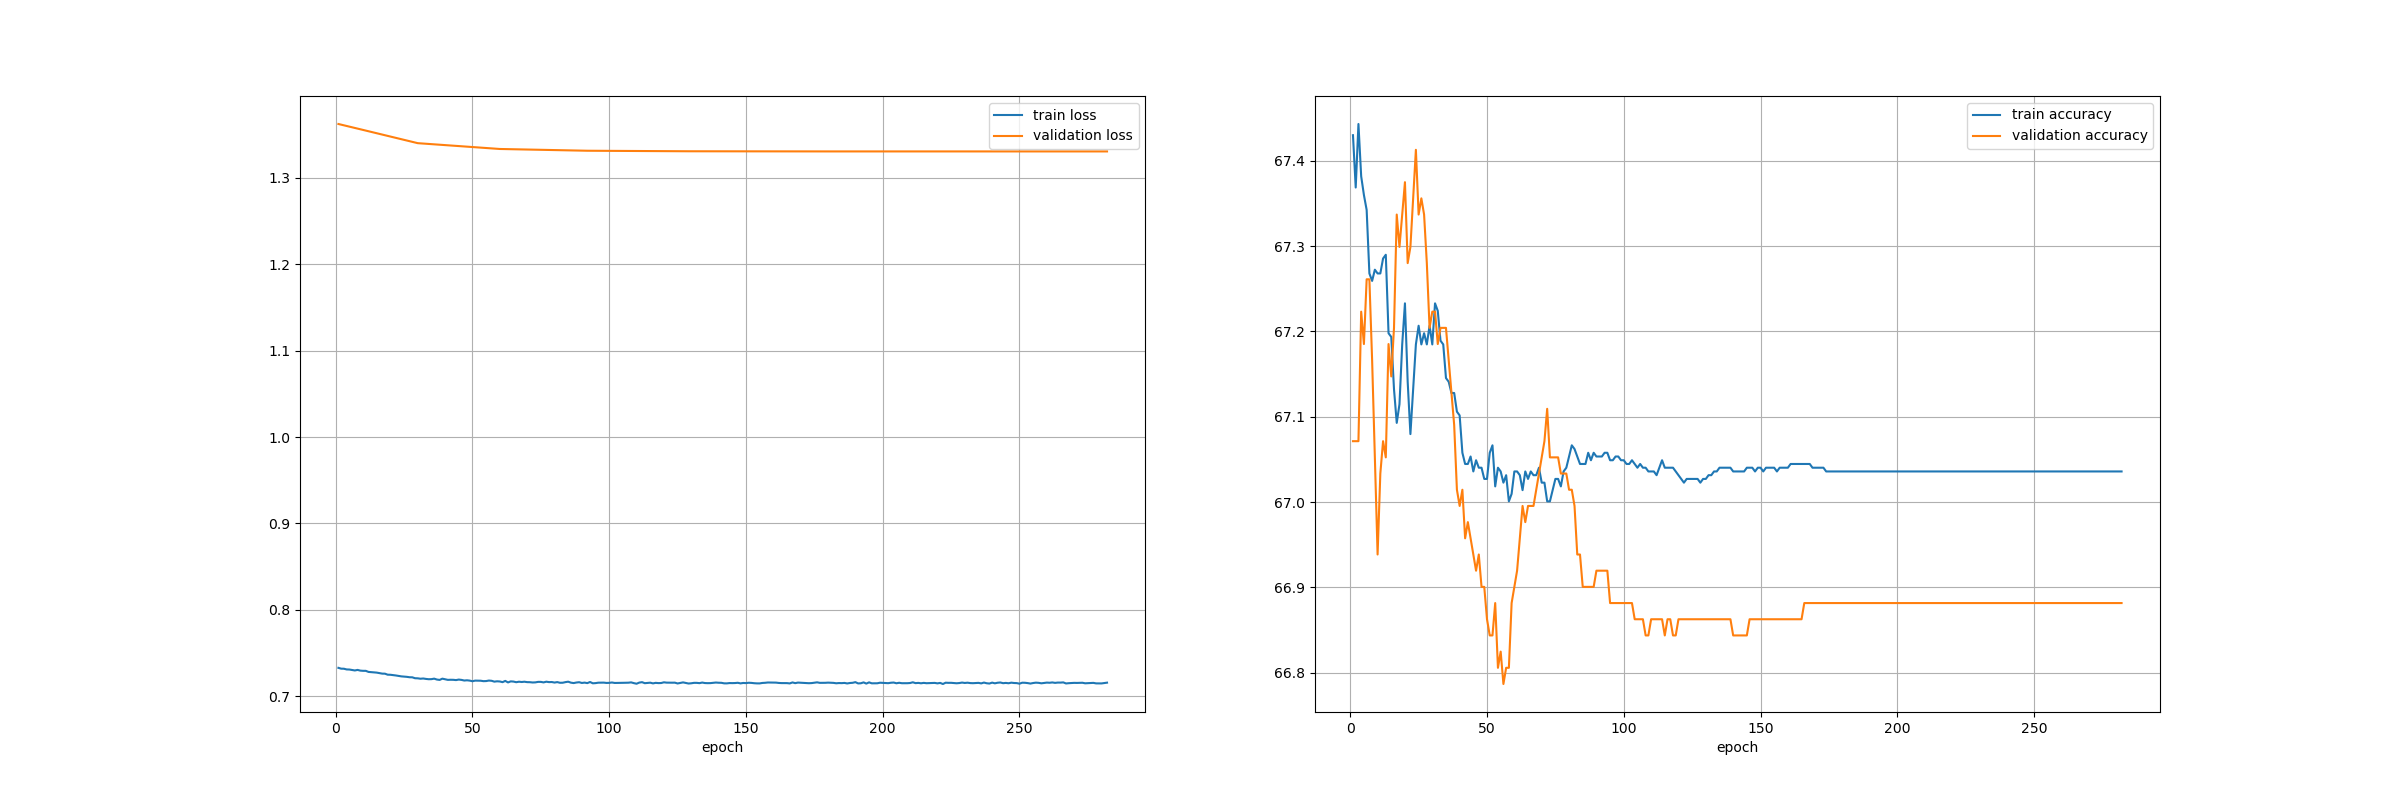 train loss
validation loss
1.3
1.2
1.1
1.0
0.9
0.8
0.7
0 50 100 150 200 250
epoch
train accuracy
validation accuracy
67.4
67.3
67.2
67.1
67.0
66.9
66.8
0 50 100 150 200 250
epoch